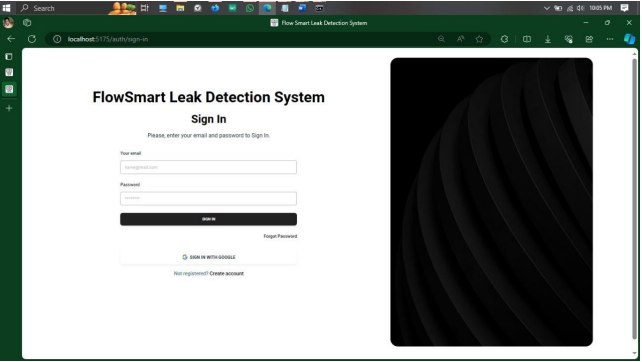 Search
10:05 PM
Flow Smart Leak Detection System
localhost:5175/auth/sign-in
FlowSmart Leak Detection System
Sign In
Please, enter your email and password to Sign In.
Your email
name@mail.com
Password
********
SIGN IN
Forgot Password
SIGN IN WITH GOOGLE
Not registered? Create account